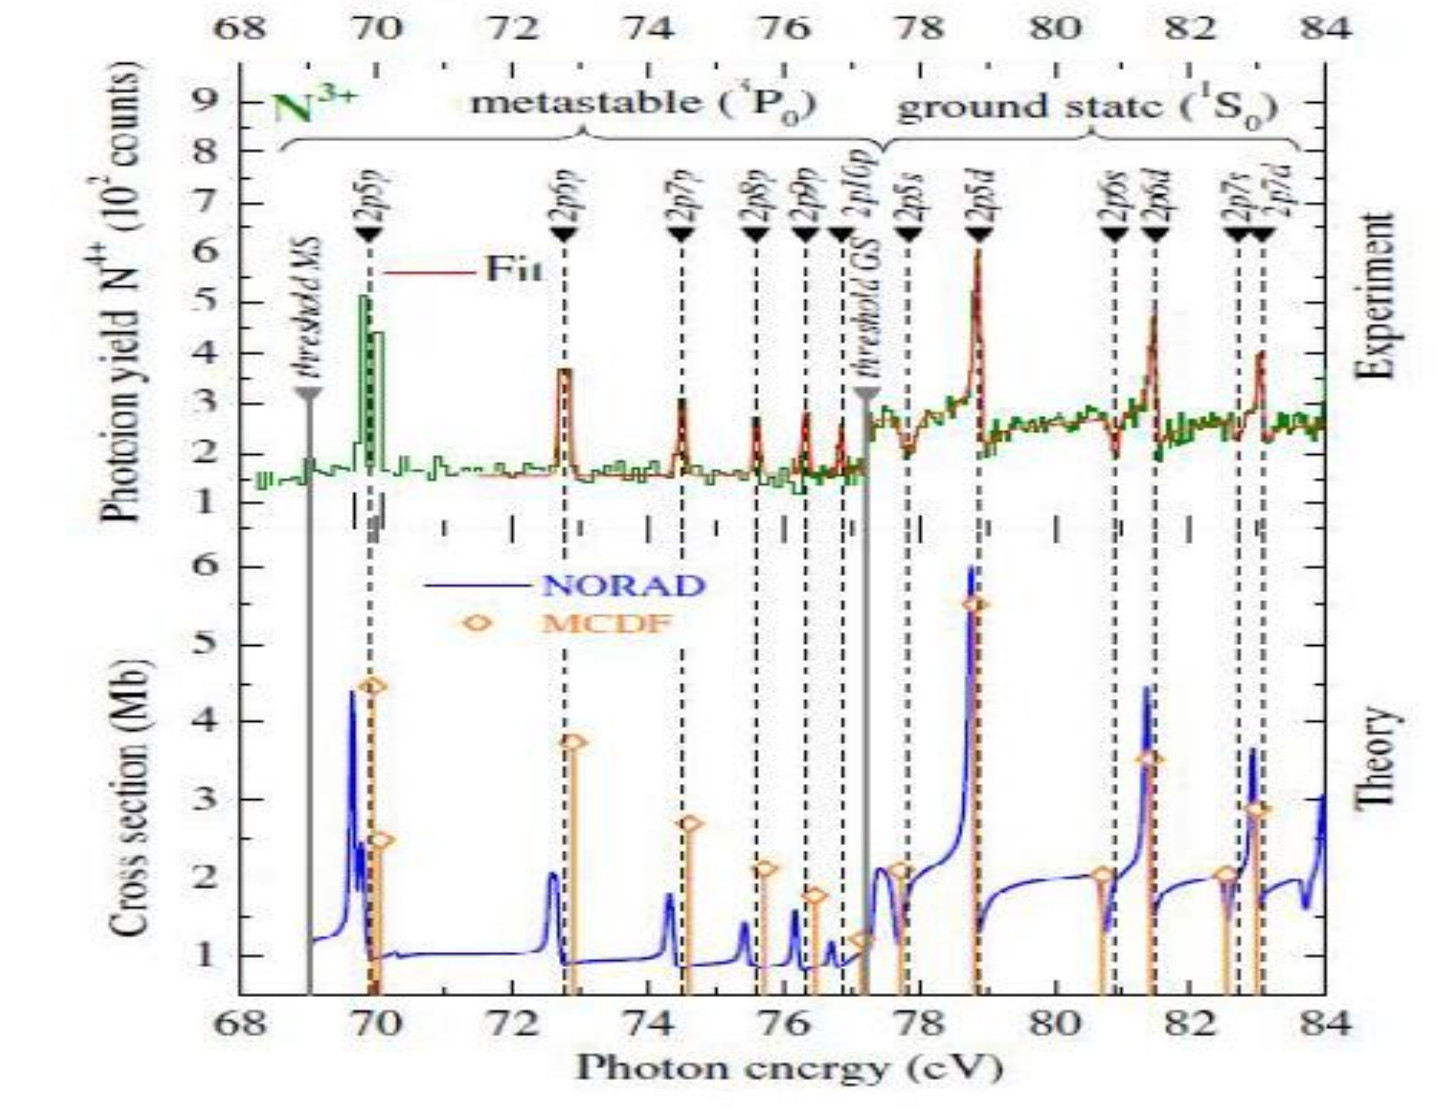 68 70 72 74 76 78 80 82 84
N3+
metastable (3P0)
ground statc (1S0)
9
8
7
6
5
4
3
2
1
Photoion yield N4+ (102 counts)
threshold MS
2p5p
2p6p
2p7p
2p8p
2p9p
2p10p
threshold GS
2p5s
2p5d
2p6s
2p6d
2p7s
2p7d
Fit
Experiment
6
5
4
3
2
1
Cross section (Mb)
NORAD
MCDF
Theory
68 70 72 74 76 78 80 82 84
Photon cncrgy (cV)